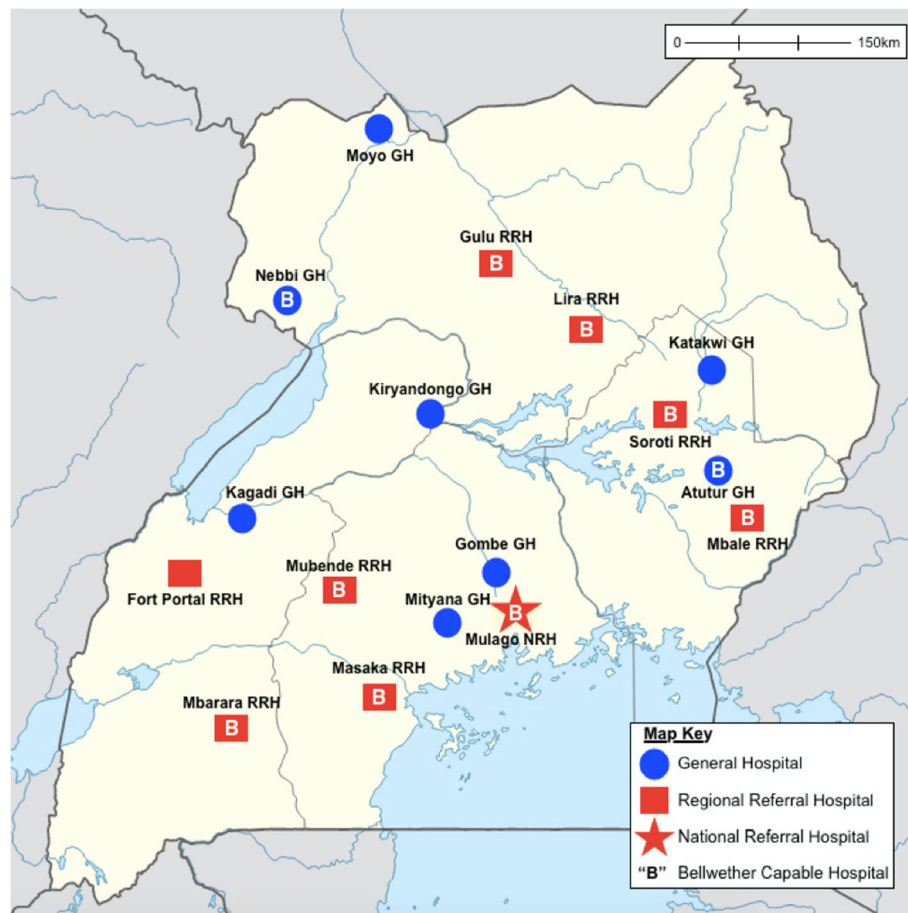 0 150km
Moyo GH
Gulu RRH
Nebbi GH
B
B
Lira RRH
B
Katakwi GH
Kiryandongo GH
B
Soroti RRH
B
Atutur GH
Kagadi GH
B
Mbale RRH
Gombe GH
Mubende RRH
Fort Portal RRH
B
Mityana GH
B
Mulago NRH
Masaka RRH
B
Mbarara RRH
B
Map Key
General Hospital
Regional Referral Hospital
National Referral Hospital
“B” Bellwether Capable Hospital